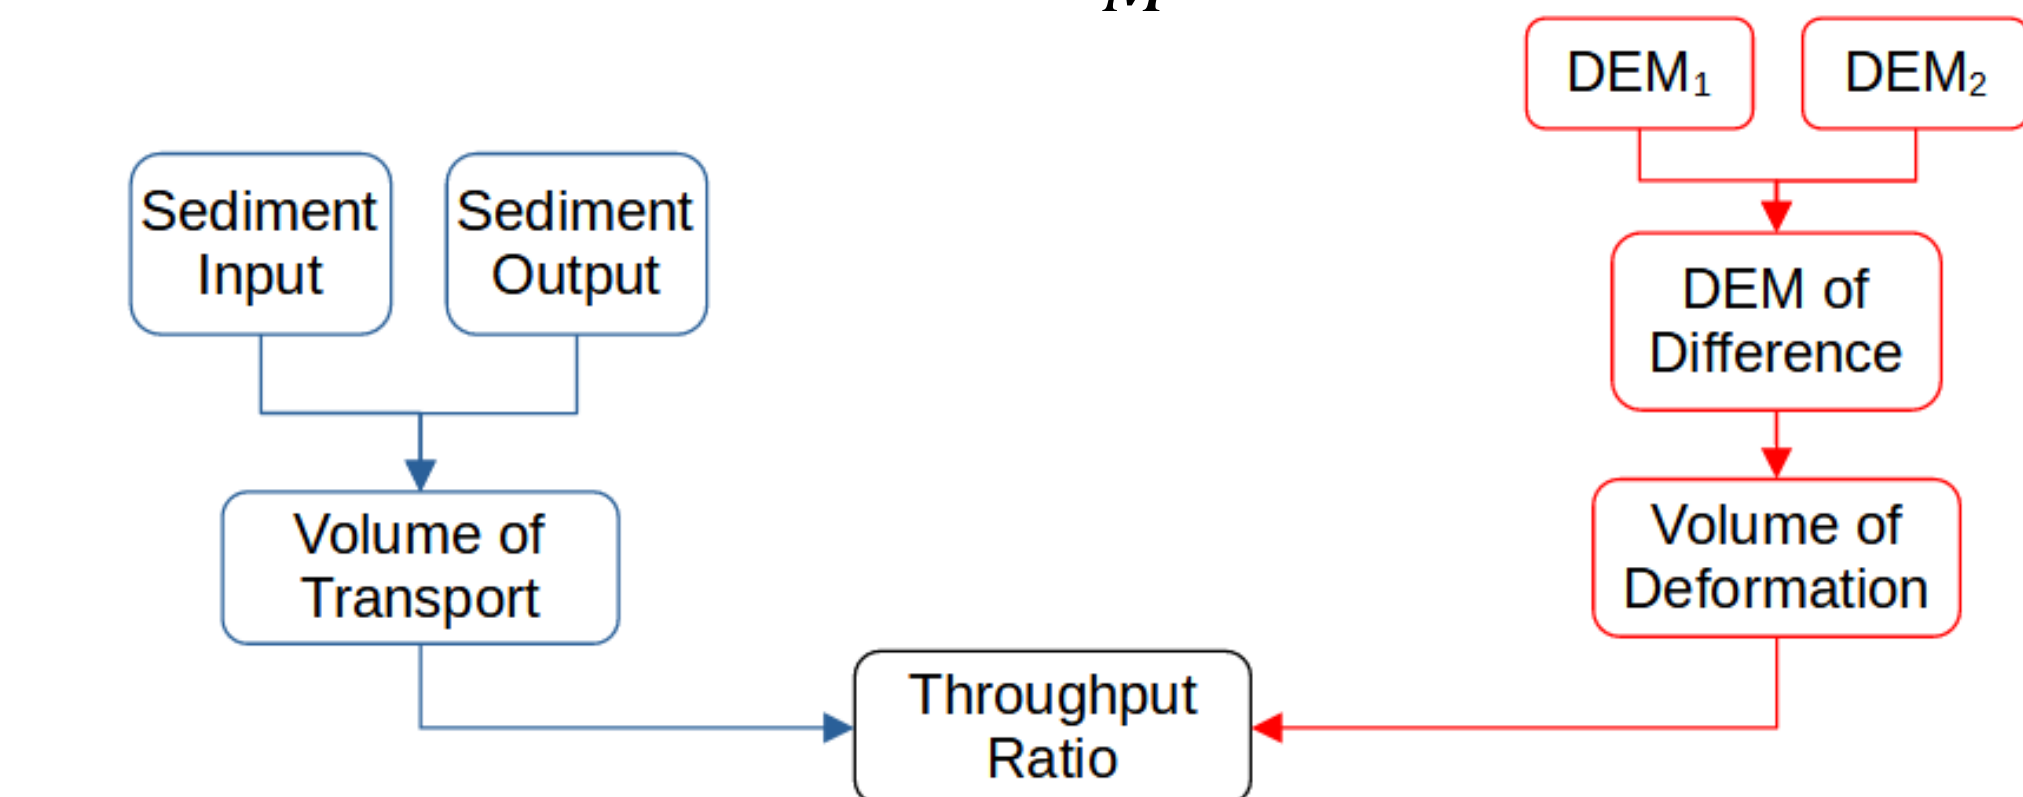 DEM₁
DEM₂
Sediment
Input
Sediment
Output
DEM of
Difference
Volume of
Transport
Volume of
Deformation
Throughput
Ratio